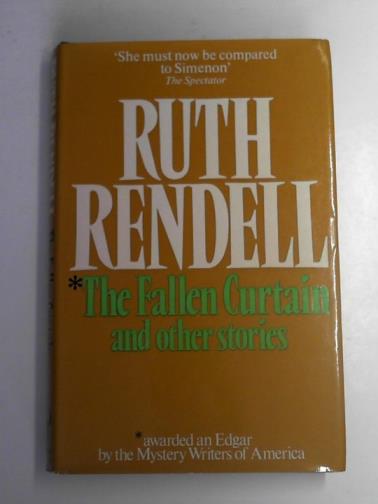 'She must now be compared
to Simenon'
The Spectator
RUTH
RENDELL
*The Fallen Curtain
and other stories
*awarded an Edgar
by the Mystery Writers of America